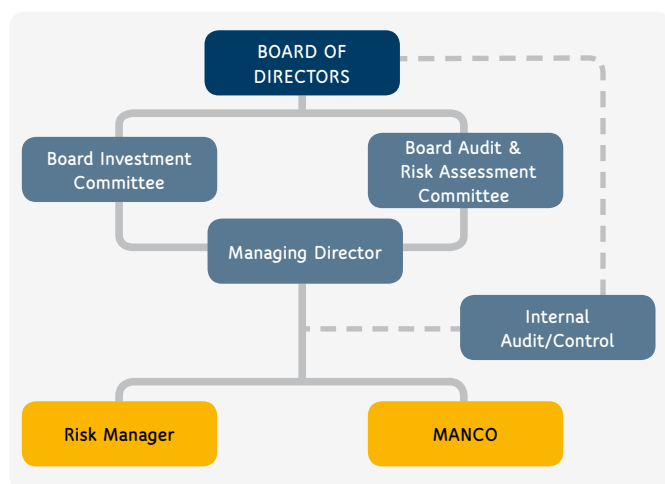 BOARD OF
DIRECTORS
Board Investment
Committee
Board Audit &
Risk Assessment
Committee
Managing Director
Internal
Audit/Control
Risk Manager
MANCO